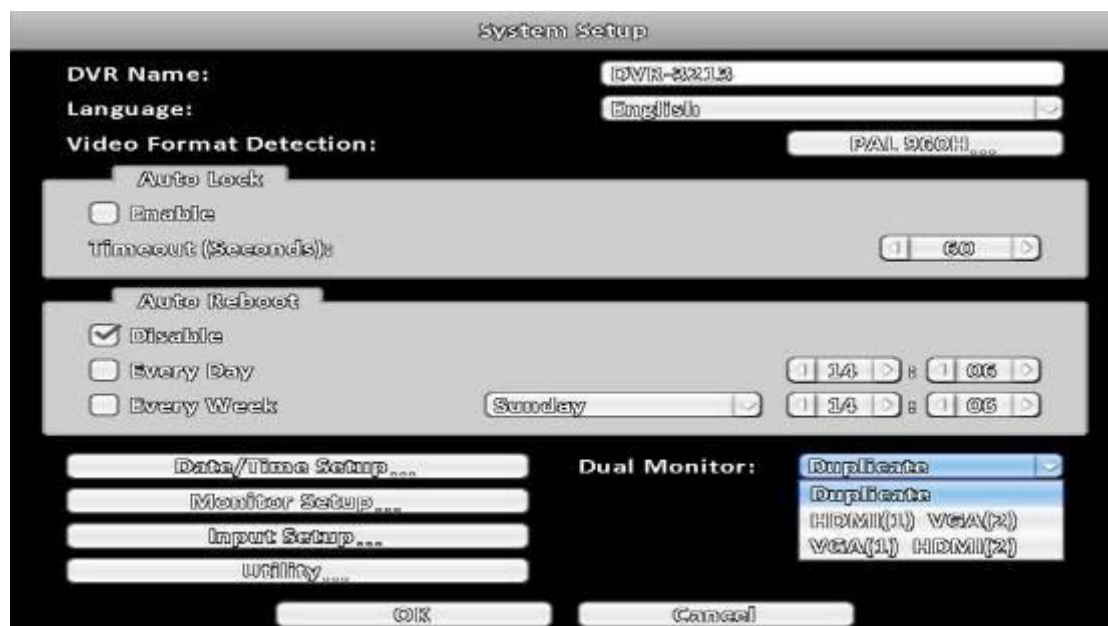 System Setup
DVR Name: DVR-3213
Language: English
Video Format Detection: PAL 960H...
Auto Lock
Enable
Timeout (Seconds): 60
Auto Reboot
Disable
Every Day 14 : 06
Every Week Sunday 14 : 06
Date/Time Setup... Dual Monitor: Duplicate
Monitor Setup... Duplicate
Input Setup... HDMI(1) VGA(2)
Utility... VGA(1) HDMI(2)
OK Cancel